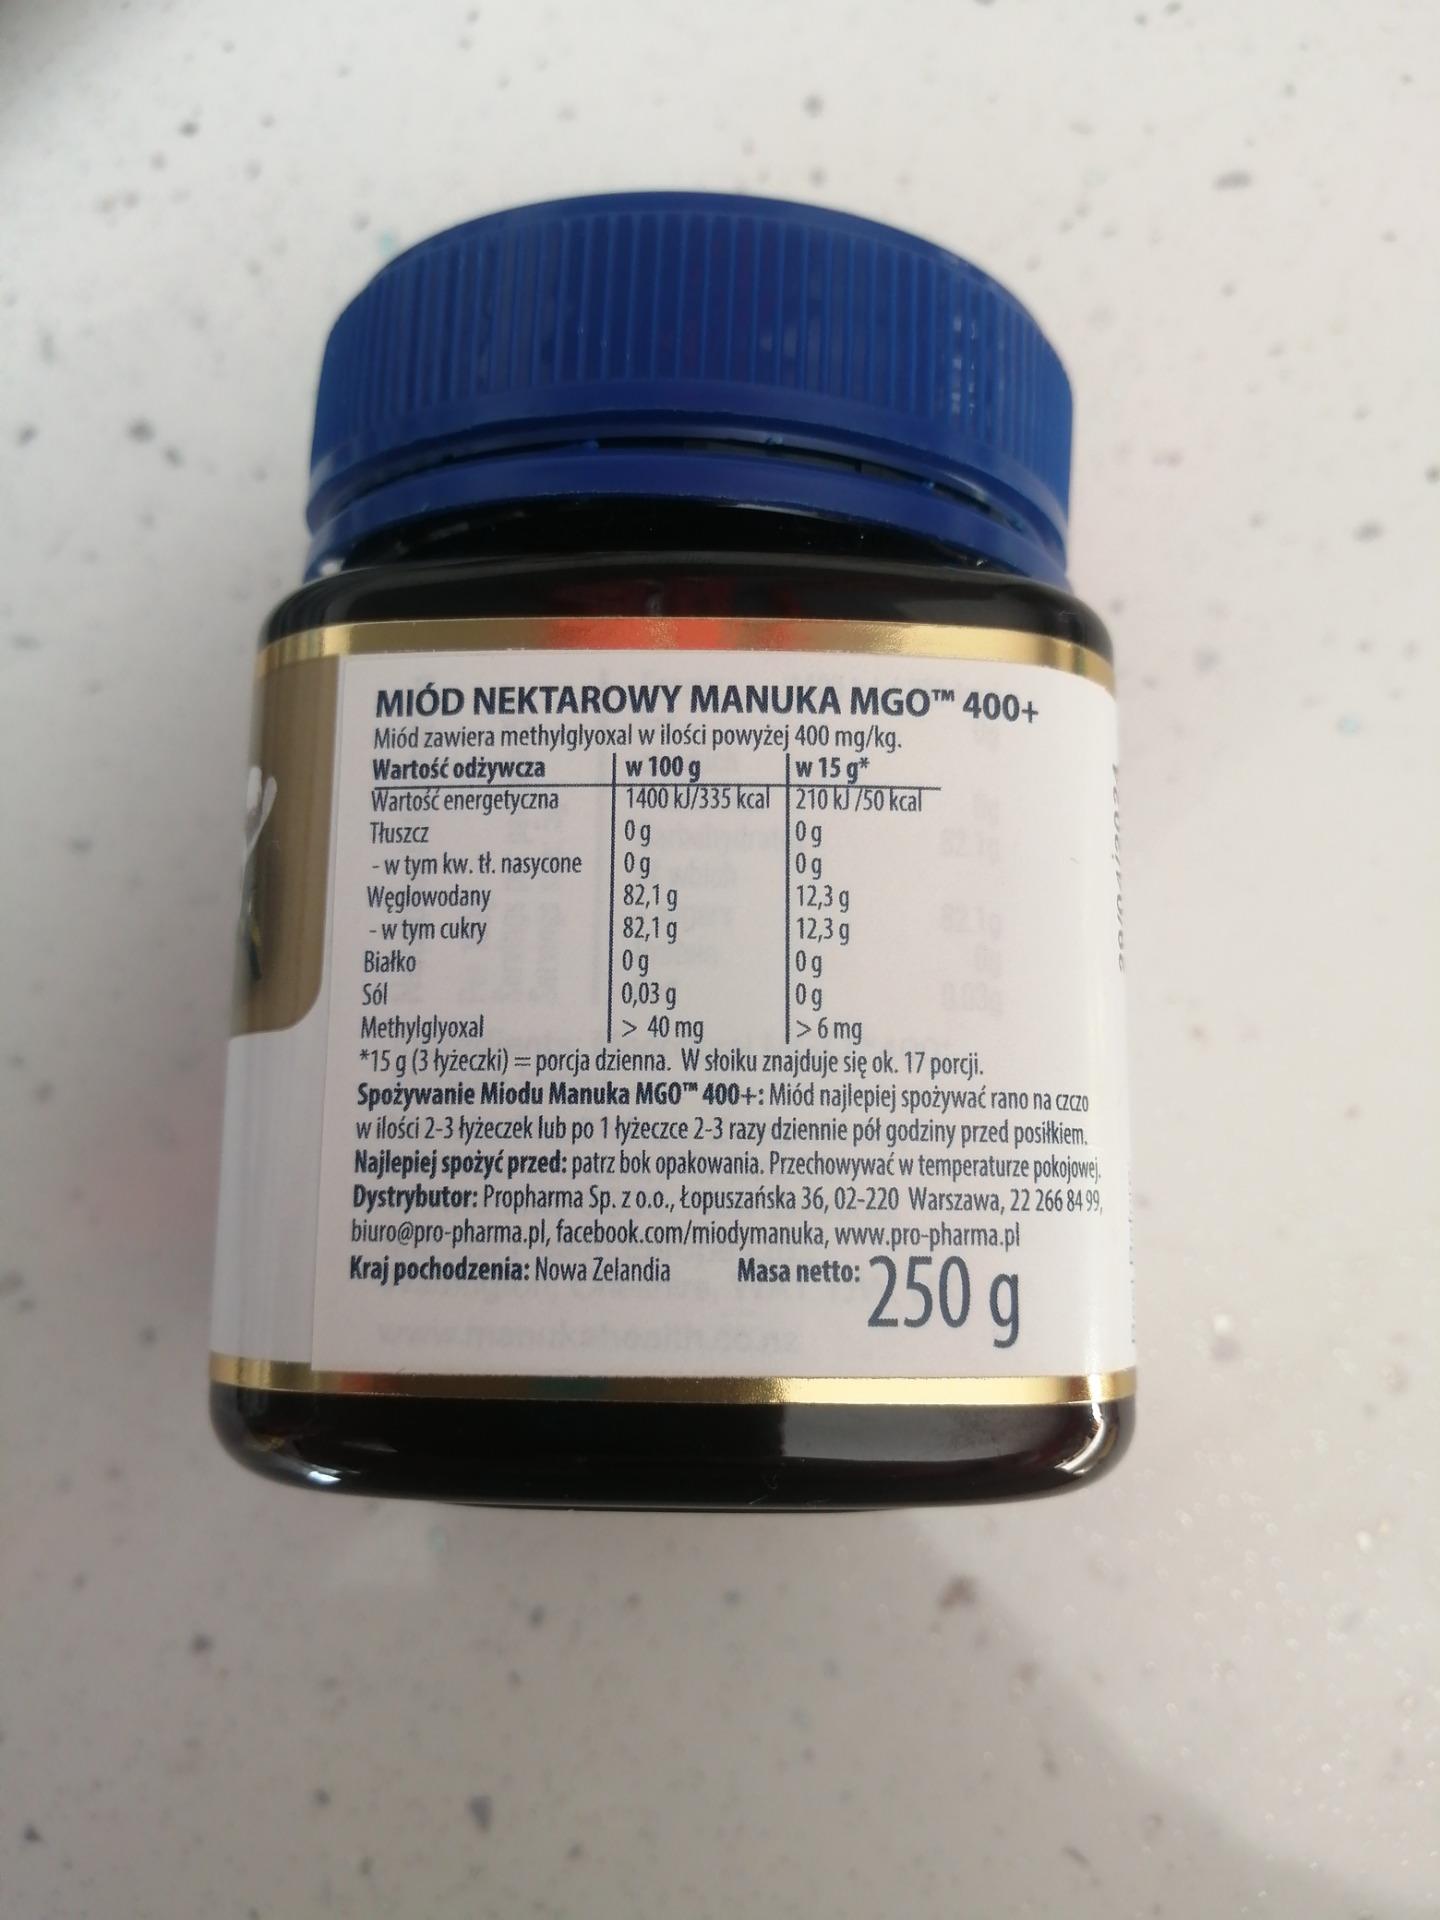 MIÓD NEKTAROWY MANUKA MGO™ 400+
Miód zawiera methylglyoxal w ilości powyżej 400 mg/kg.
Wartość odżywcza w 100 g w 15 g*
Wartość energetyczna 1400 kJ/335 kcal 210 kJ /50 kcal
Tłuszcz 0 g 0 g
- w tym kw. tł. nasycone 0 g 0 g
Węglowodany 82,1 g 12,3 g
- w tym cukry 82,1 g 12,3 g
Białko 0 g 0 g
Sól 0,03 g 0 g
Methylglyoxal > 40 mg > 6 mg
*15 g (3 łyżeczki) = porcja dzienna. W słoiku znajduje się ok. 17 porcji.
Spożywanie Miodu Manuka MGO™ 400+: Miód najlepiej spożywać rano na czczo
w ilości 2-3 łyżeczek lub po 1 łyżeczce 2-3 razy dziennie pół godziny przed posiłkiem.
Najlepiej spożyć przed: patrz bok opakowania. Przechowywać w temperaturze pokojowej.
Dystrybutor: Propharma Sp. z o.o., Łopuszańska 36, 02-220 Warszawa, 22 266 84 99,
biuro@pro-pharma.pl, facebook.com/miodymanuka, www.pro-pharma.pl
Kraj pochodzenia: Nowa Zelandia Masa netto: 250 g